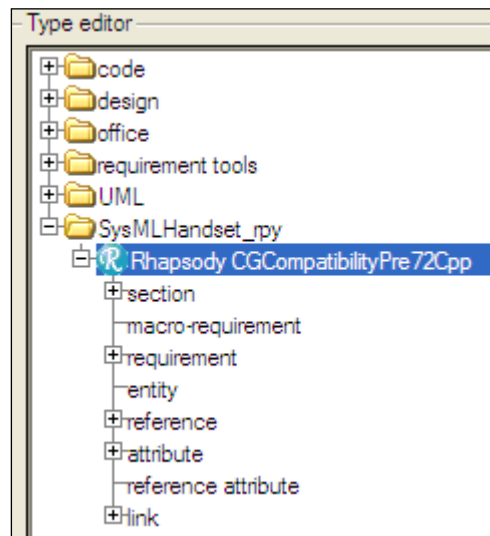 Type editor
code
design
office
requirement tools
UML
SysMLHandset_rpy
R Rhapsody CGCompatibilityPre72Cpp
section
macro-requirement
requirement
entity
reference
attribute
reference attribute
link